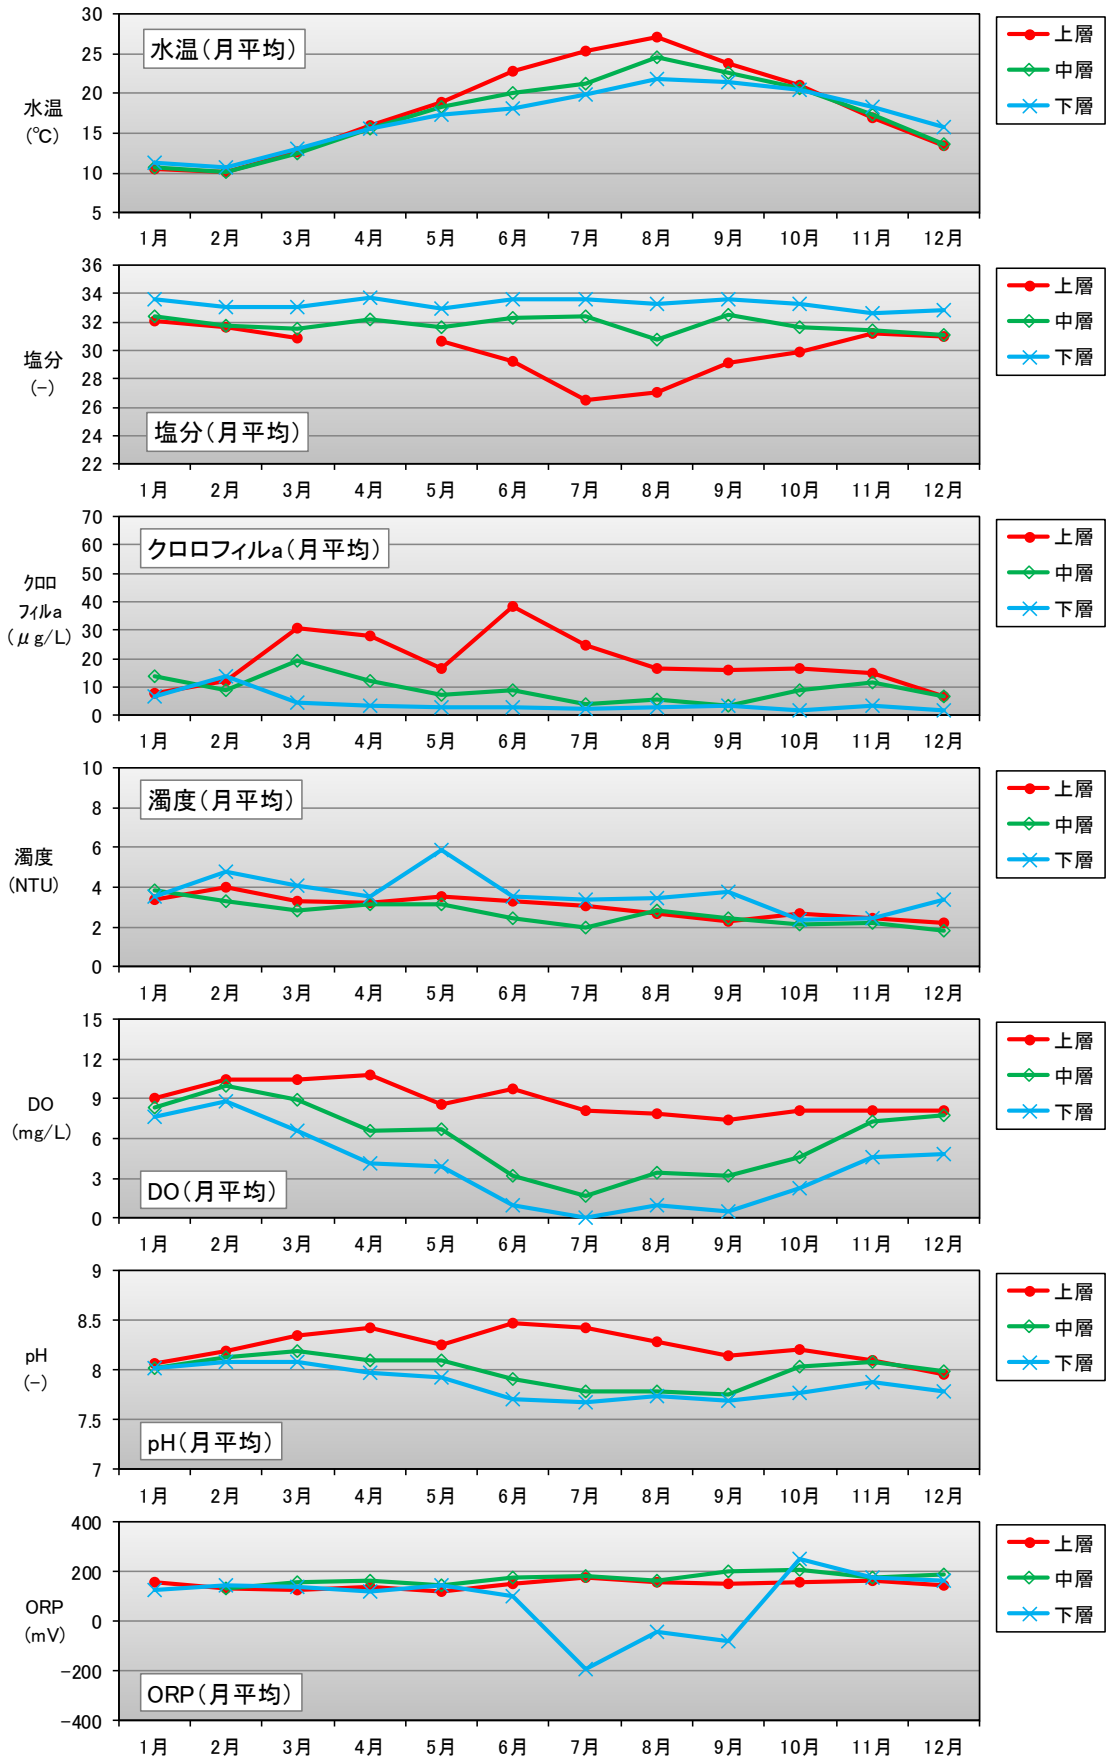 30
25
20
15
10
5
水温
(℃)
水温(月平均)
1月 2月 3月 4月 5月 6月 7月 8月 9月 10月 11月 12月
上層
中層
下層
36
34
32
30
28
26
24
22
塩分
(-)
塩分(月平均)
1月 2月 3月 4月 5月 6月 7月 8月 9月 10月 11月 12月
上層
中層
下層
70
60
50
40
30
20
10
0
クロロ
フィルa
(μg/L)
クロロフィルa(月平均)
1月 2月 3月 4月 5月 6月 7月 8月 9月 10月 11月 12月
上層
中層
下層
10
8
6
4
2
0
濁度
(NTU)
濁度(月平均)
1月 2月 3月 4月 5月 6月 7月 8月 9月 10月 11月 12月
上層
中層
下層
15
12
9
6
3
0
DO
(mg/L)
DO(月平均)
1月 2月 3月 4月 5月 6月 7月 8月 9月 10月 11月 12月
上層
中層
下層
9
8.5
8
7.5
7
pH
(-)
pH(月平均)
1月 2月 3月 4月 5月 6月 7月 8月 9月 10月 11月 12月
上層
中層
下層
400
200
0
-200
-400
ORP
(mV)
ORP(月平均)
1月 2月 3月 4月 5月 6月 7月 8月 9月 10月 11月 12月
上層
中層
下層